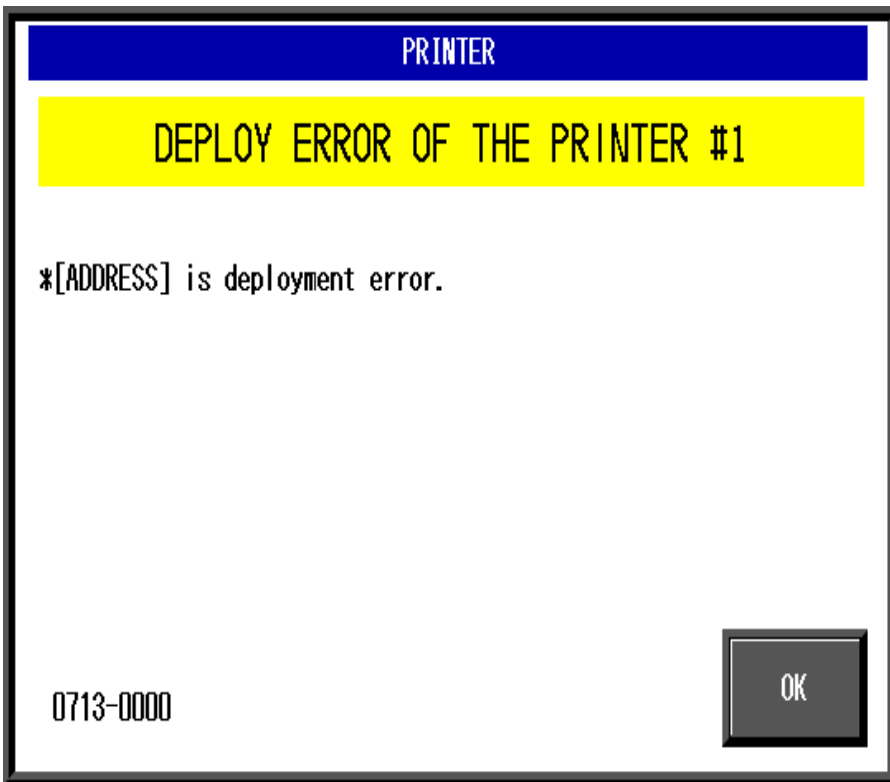 PRINTER
DEPLOY ERROR OF THE PRINTER #1
*[ADDRESS] is deployment error.
0713-0000
OK